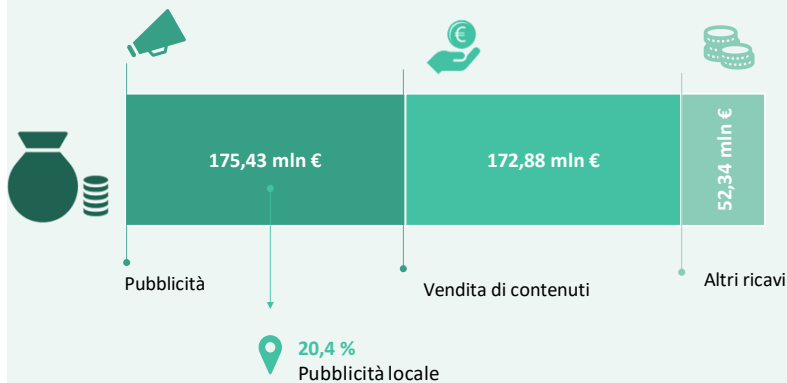 175,43 mln €
172,88 mln €
52,34 mln €
Pubblicità
Vendita di contenuti
Altri ricavi
20,4 %
Pubblicità locale